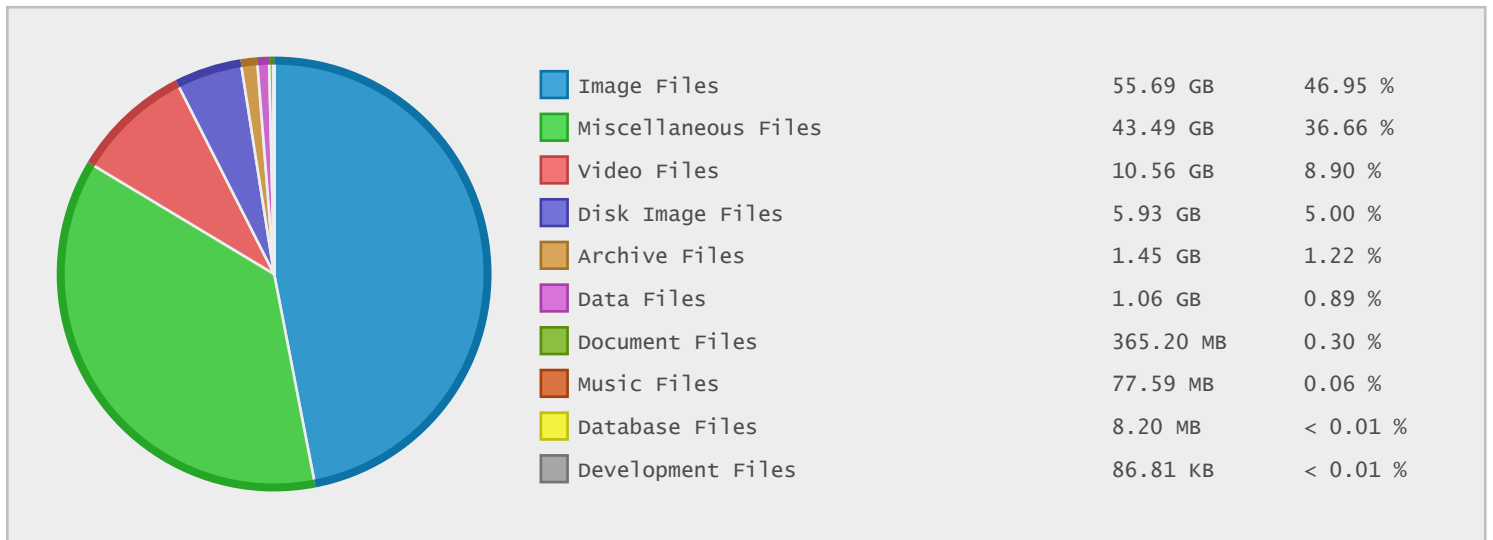 Image Files 55.69 GB 46.95 %
Miscellaneous Files 43.49 GB 36.66 %
Video Files 10.56 GB 8.90 %
Disk Image Files 5.93 GB 5.00 %
Archive Files 1.45 GB 1.22 %
Data Files 1.06 GB 0.89 %
Document Files 365.20 MB 0.30 %
Music Files 77.59 MB 0.06 %
Database Files 8.20 MB < 0.01 %
Development Files 86.81 KB < 0.01 %